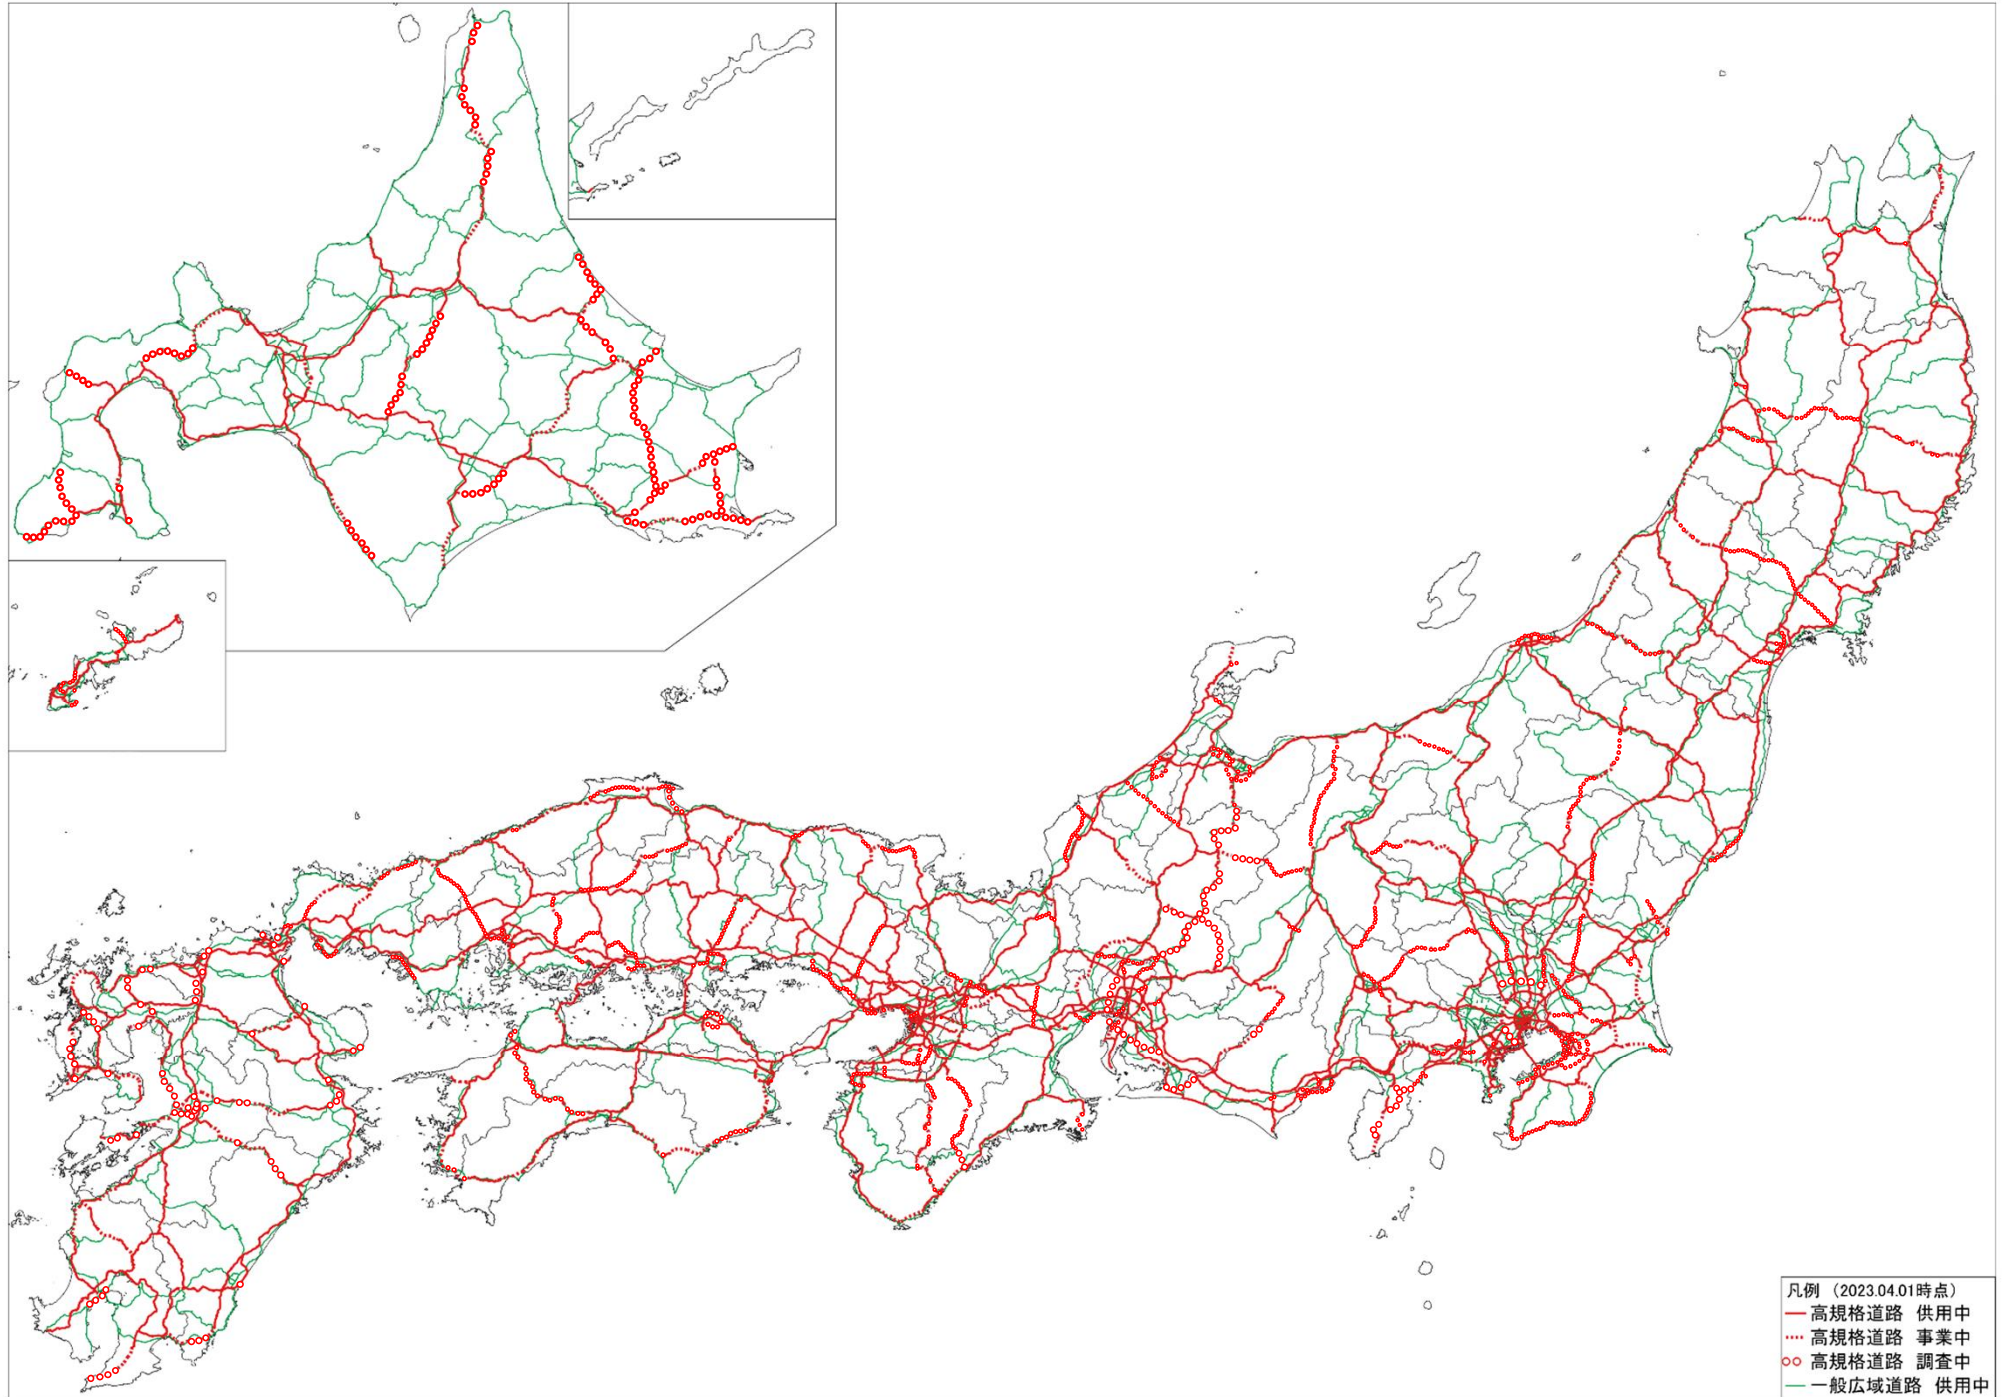 凡例 (2023.04.01時点)
高規格道路 供用中
高規格道路 事業中
高規格道路 調査中
一般広域道路 供用中